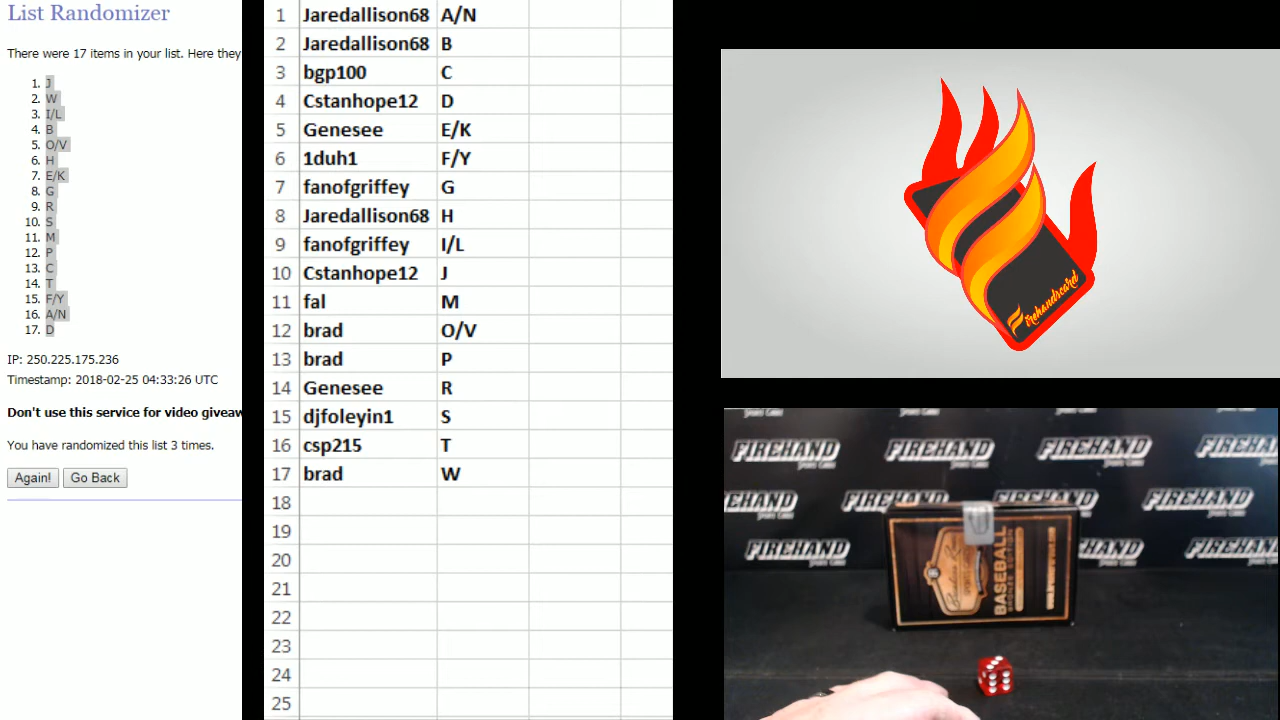 List Randomizer
There were 17 items in your list. Here they
1. J
2. W
3. I/L
4. B
5. O/V
6. H
7. E/K
8. G
9. R
10. S
11. M
12. P
13. C
14. T
15. F/Y
16. A/N
17. D
IP: 250.225.175.236
Timestamp: 2018-02-25 04:33:26 UTC
Don't use this service for video giveaw
You have randomized this list 3 times.
Again! Go Back
1 Jaredallison68 A/N
2 Jaredallison68 B
3 bgp100 C
4 Cstanhope12 D
5 Genesee E/K
6 1duh1 F/Y
7 fanofgriffey G
8 Jaredallison68 H
9 fanofgriffey I/L
10 Cstanhope12 J
11 fal M
12 brad O/V
13 brad P
14 Genesee R
15 djfoleyin1 S
16 csp215 T
17 brad W
18
19
20
21
22
23
24
25
Firehandscard
FIREHAND
FIREHAND
FIREHAND
FIREHAND
FIREHAND
FIREHAND
FIREHAND
FIREHAND
FIREHAND
BASEBALL